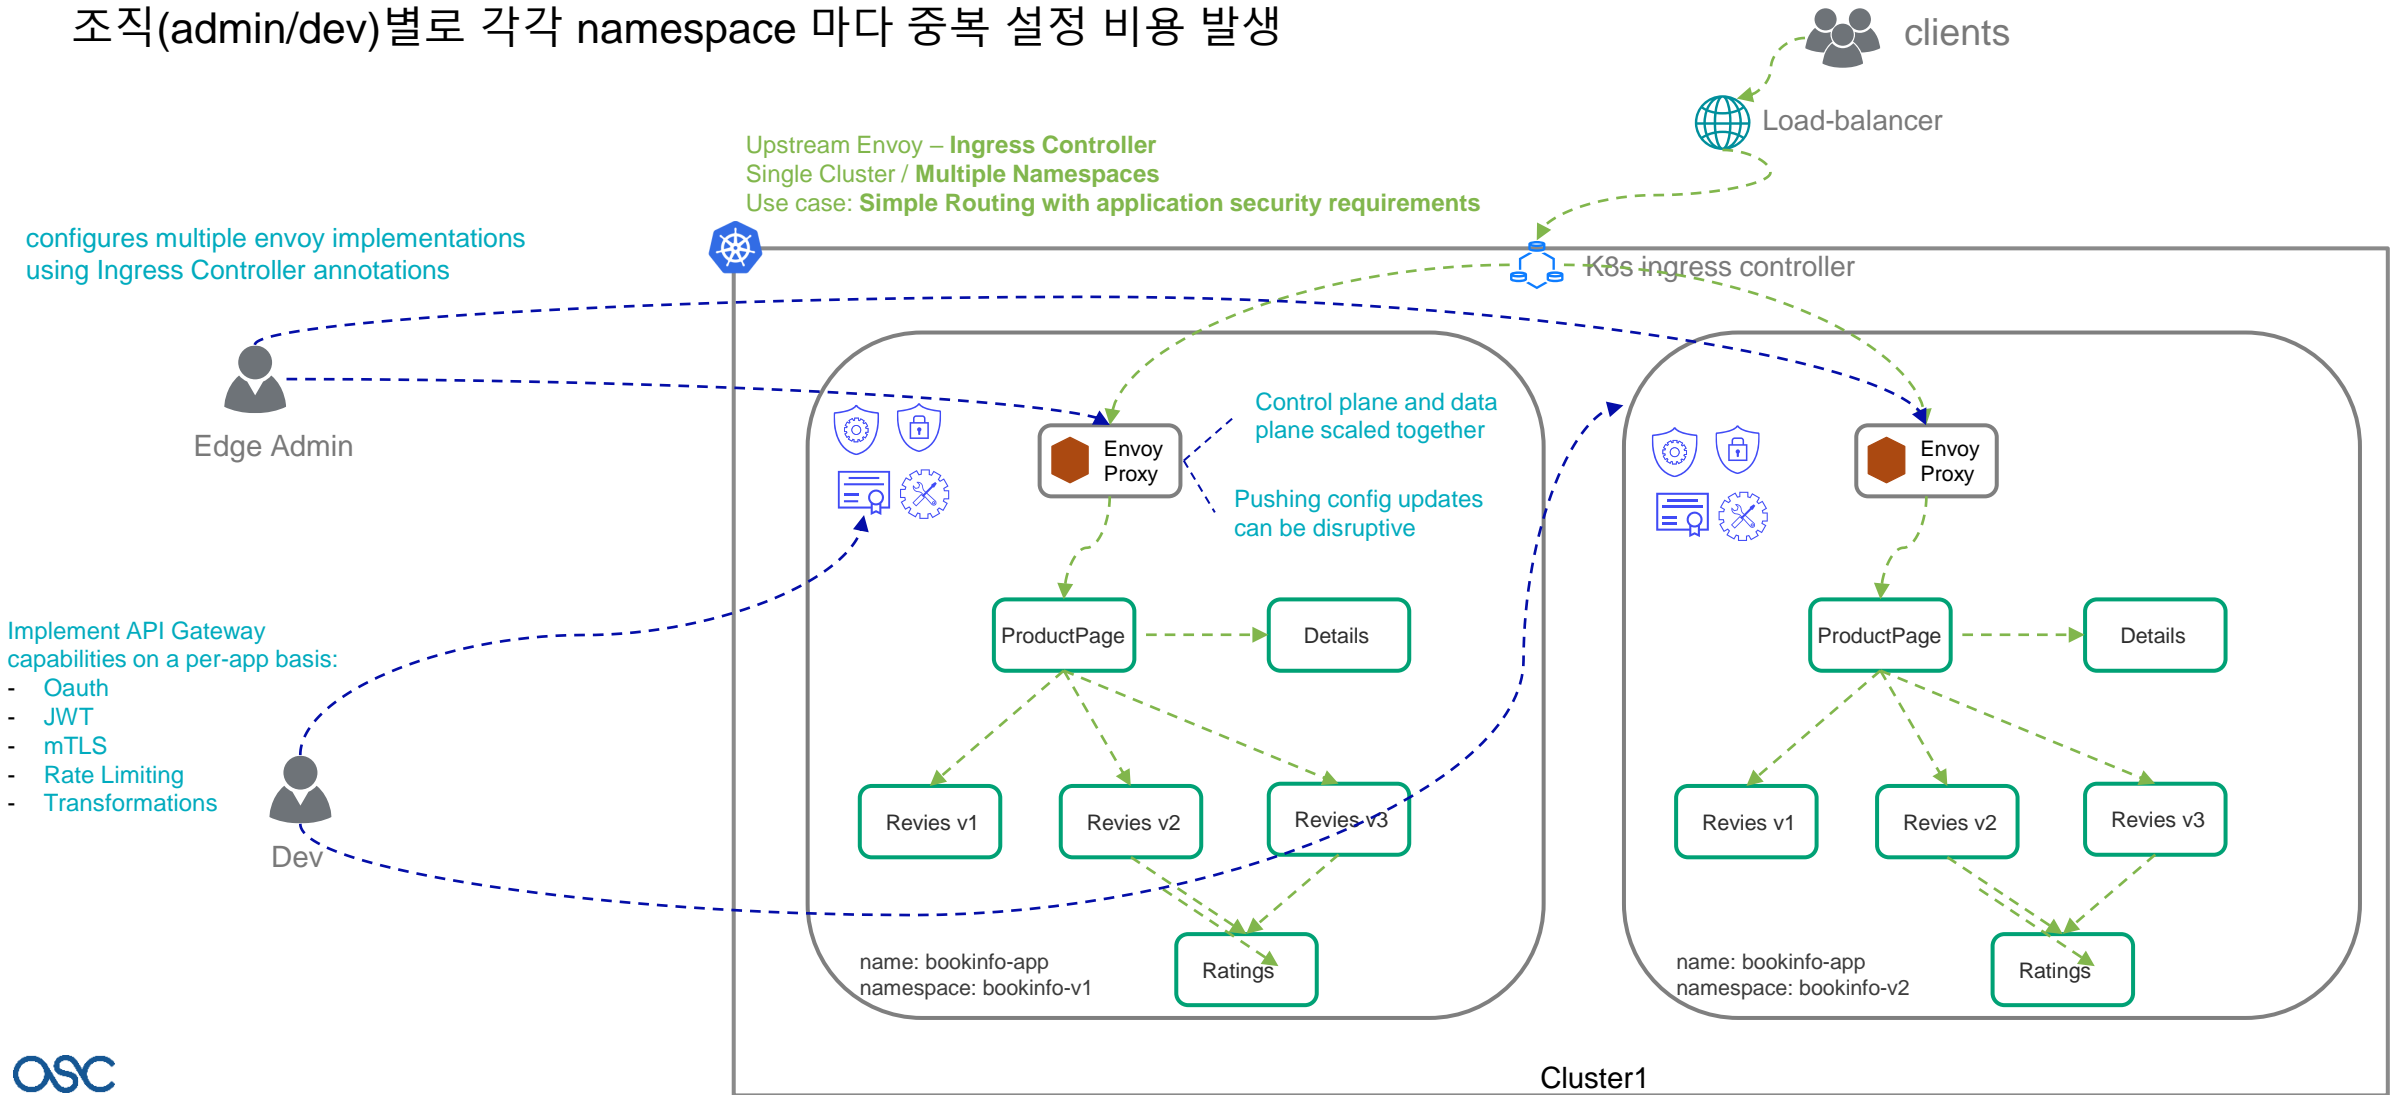 조직(admin/dev)별로 각각 namespace 마다 중복 설정 비용 발생
clients
Load-balancer
Upstream Envoy – Ingress Controller
Single Cluster / Multiple Namespaces
Use case: Simple Routing with application security requirements
configures multiple envoy implementations
using Ingress Controller annotations
K8s ingress controller
Edge Admin
Control plane and data
plane scaled together
Envoy
Proxy
Pushing config updates
can be disruptive
Envoy
Proxy
Implement API Gateway
capabilities on a per-app basis:
- Oauth
- JWT
- mTLS
- Rate Limiting
- Transformations
Dev
ProductPage
Details
Revies v1
Revies v2
Revies v3
Ratings
name: bookinfo-app
namespace: bookinfo-v1
ProductPage
Details
Revies v1
Revies v2
Revies v3
Ratings
name: bookinfo-app
namespace: bookinfo-v2
Cluster1
OSC